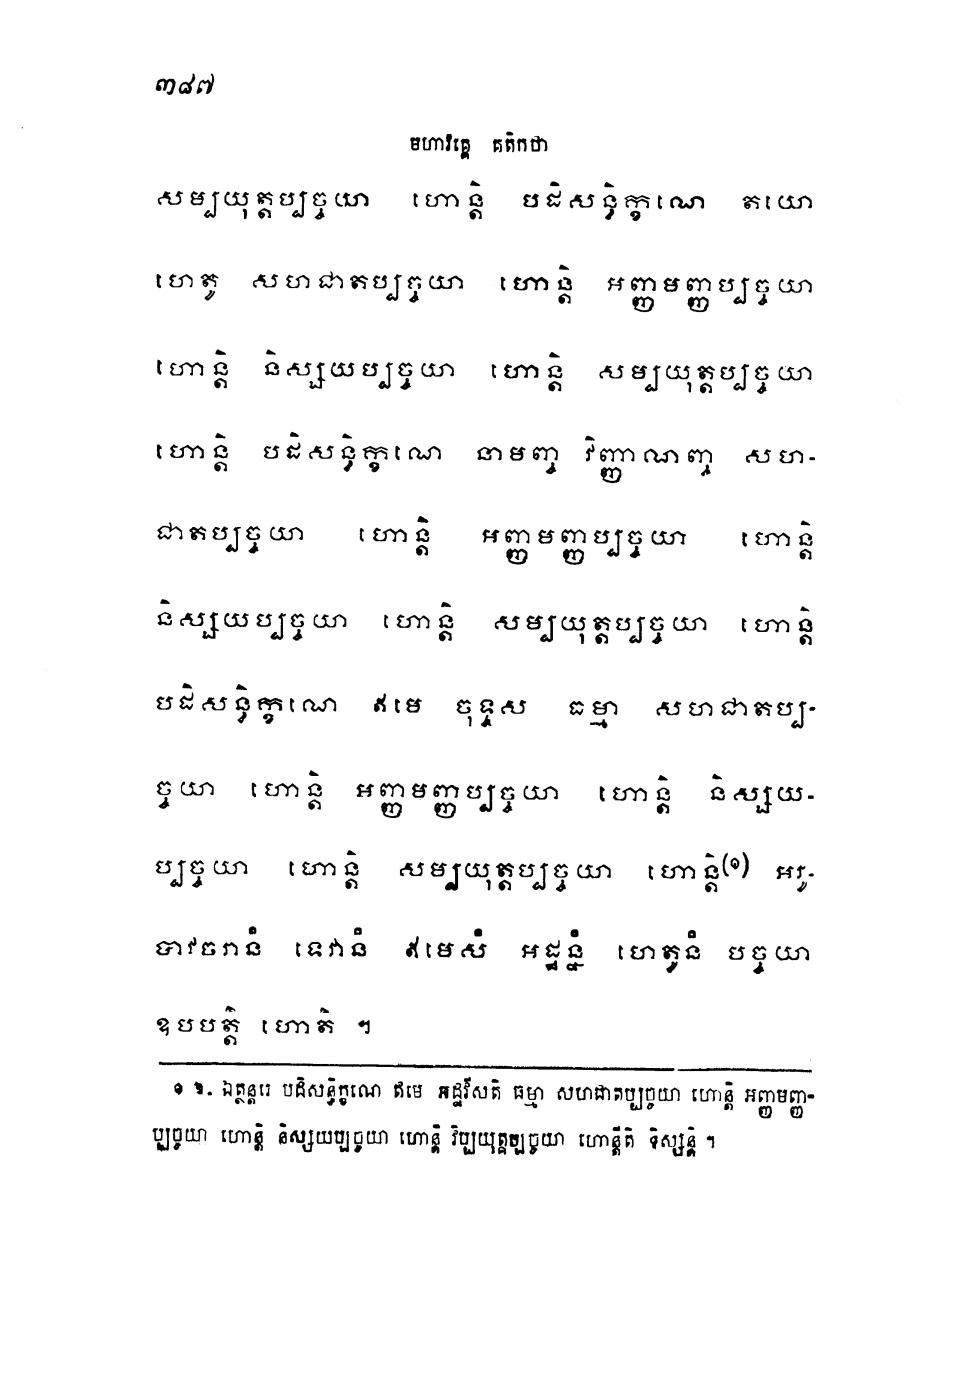 ៣៨៧
មហាវគ្គេ គតិកថា
សម្បយុត្តប្បច្ចយា ហោន្តិ បដិសន្ធិក្ខណេ តយោ
ហេតូ សហជាតប្បច្ចយា ហោន្តិ អញ្ញមញ្ញប្បច្ចយា
ហោន្តិ និស្សយប្បច្ចយា ហោន្តិ សម្បយុត្តប្បច្ចយា
ហោន្តិ បដិសន្ធិក្ខណេ នាមញ្ច វិញ្ញាណញ្ច សហ-
ជាតប្បច្ចយា ហោន្តិ អញ្ញមញ្ញប្បច្ចយា ហោន្តិ
និស្សយប្បច្ចយា ហោន្តិ សម្បយុត្តប្បច្ចយា ហោន្តិ
បដិសន្ធិក្ខណេ ឥមេ ចុទ្ទស ធម្មា សហជាតប្ប-
ច្ចយា ហោន្តិ អញ្ញមញ្ញប្បច្ចយា ហោន្តិ និស្សយ-
ប្បច្ចយា ហោន្តិ សម្បយុត្តប្បច្ចយា ហោន្តិ(១) អរូ-
បាវចរានំ ទេវានំ ឥមេសំ អដ្ឋន្នំ ហេតូនំ បច្ចយា
ឧបបត្តិ ហោតិ ។
១ ឱ. ឯត្ថន្តរេ បដិសន្ធិក្ខណេ ឥមេ អដ្ឋវីសតិ ធម្មា សហជាតប្បច្ចយា ហោន្តិ អញ្ញមញ្ញ-
ប្បច្ចយា ហោន្តិ និស្សយប្បច្ចយា ហោន្តិ វិប្បយុត្តប្បច្ចយា ហោន្តីតិ ទិស្សន្តិ ។